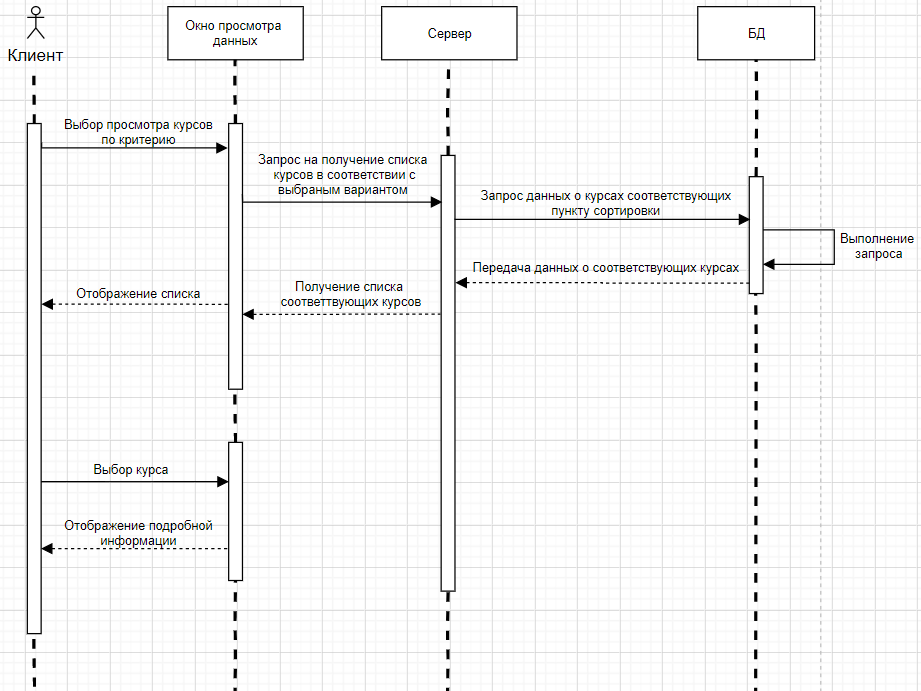 Клиент
Окно просмотра
данных
Сервер
БД
Выбор просмотра курсов
по критерию
Запрос на получение списка
курсов в соответствии с
выбраным вариантом
Запрос данных о курсах соответствующих
пункту сортировки
Выполнение
запроса
Передача данных о соответствующих курсах
Получение списка
соответтвующих курсов
Отображение списка
Выбор курса
Отображение подробной
информации